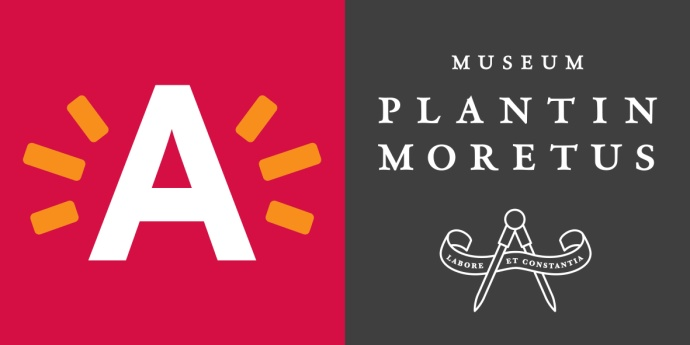 A
MUSEUM
PLANTIN
MORETUS
LABORE ET CONSTANTIA